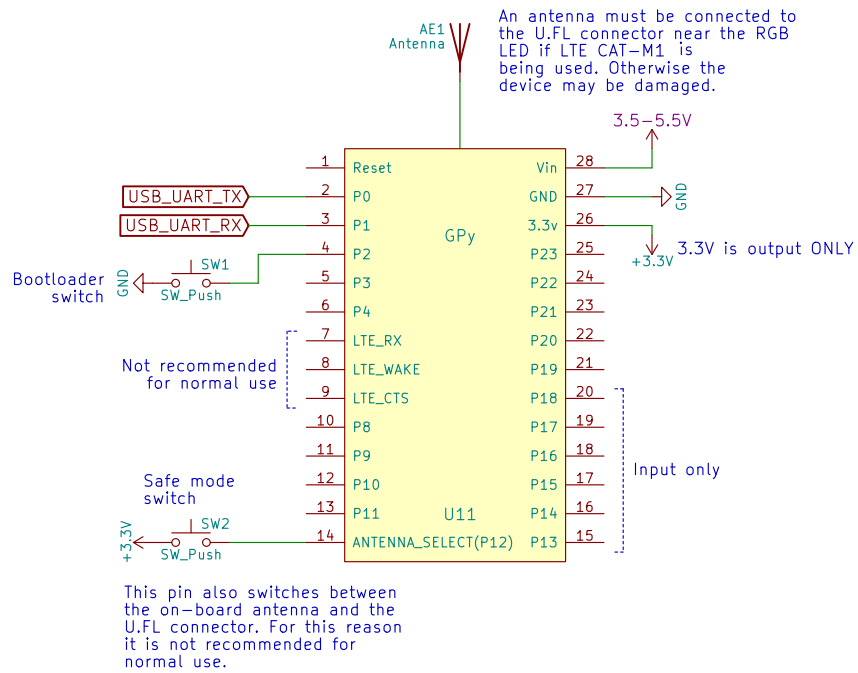 AE1
Antenna
An antenna must be connected to
the U.FL connector near the RGB
LED if LTE CAT-M1 is
being used. Otherwise the
device may be damaged.
3.5-5.5V
1 Reset
Vin 28
USB_UART_TX
2 P0
GND 27
GND
USB_UART_RX
3 P1
3.3v 26
GPy
3.3V is output ONLY
+3.3V
4 P2
P23 25
Bootloader
switch
GND
SW1
SW_Push
5 P3
P22 24
6 P4
P21 23
7 LTE_RX
P20 22
Not recommended
for normal use
8 LTE_WAKE
P19 21
9 LTE_CTS
P18 20
10 P8
P17 19
11 P9
P16 18
Input only
12 P10
P15 17
13 P11
P14 16
U11
Safe mode
switch
+3.3V
SW2
SW_Push
14 ANTENNA_SELECT(P12)
P13 15
This pin also switches between
the on-board antenna and the
U.FL connector. For this reason
it is not recommended for
normal use.